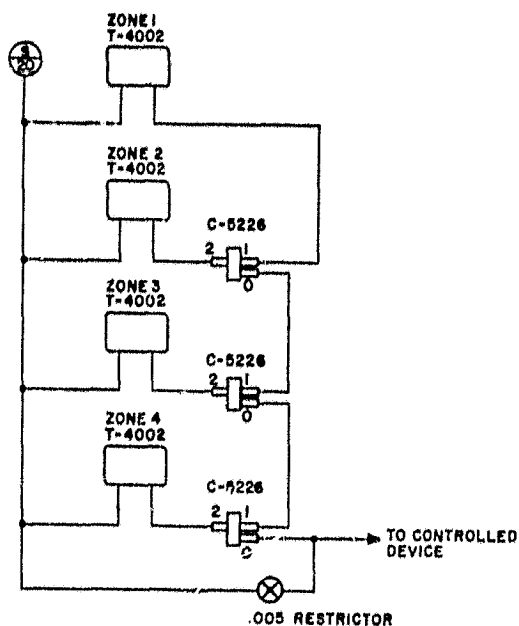 ZONE 1
T-4002
S
20
ZONE 2
T-4002
C-5226
2 1
0
ZONE 3
T-4002
C-5226
2 1
0
ZONE 4
T-4002
C-5226
2 1
0
TO CONTROLLED
DEVICE
.005 RESTRICTOR